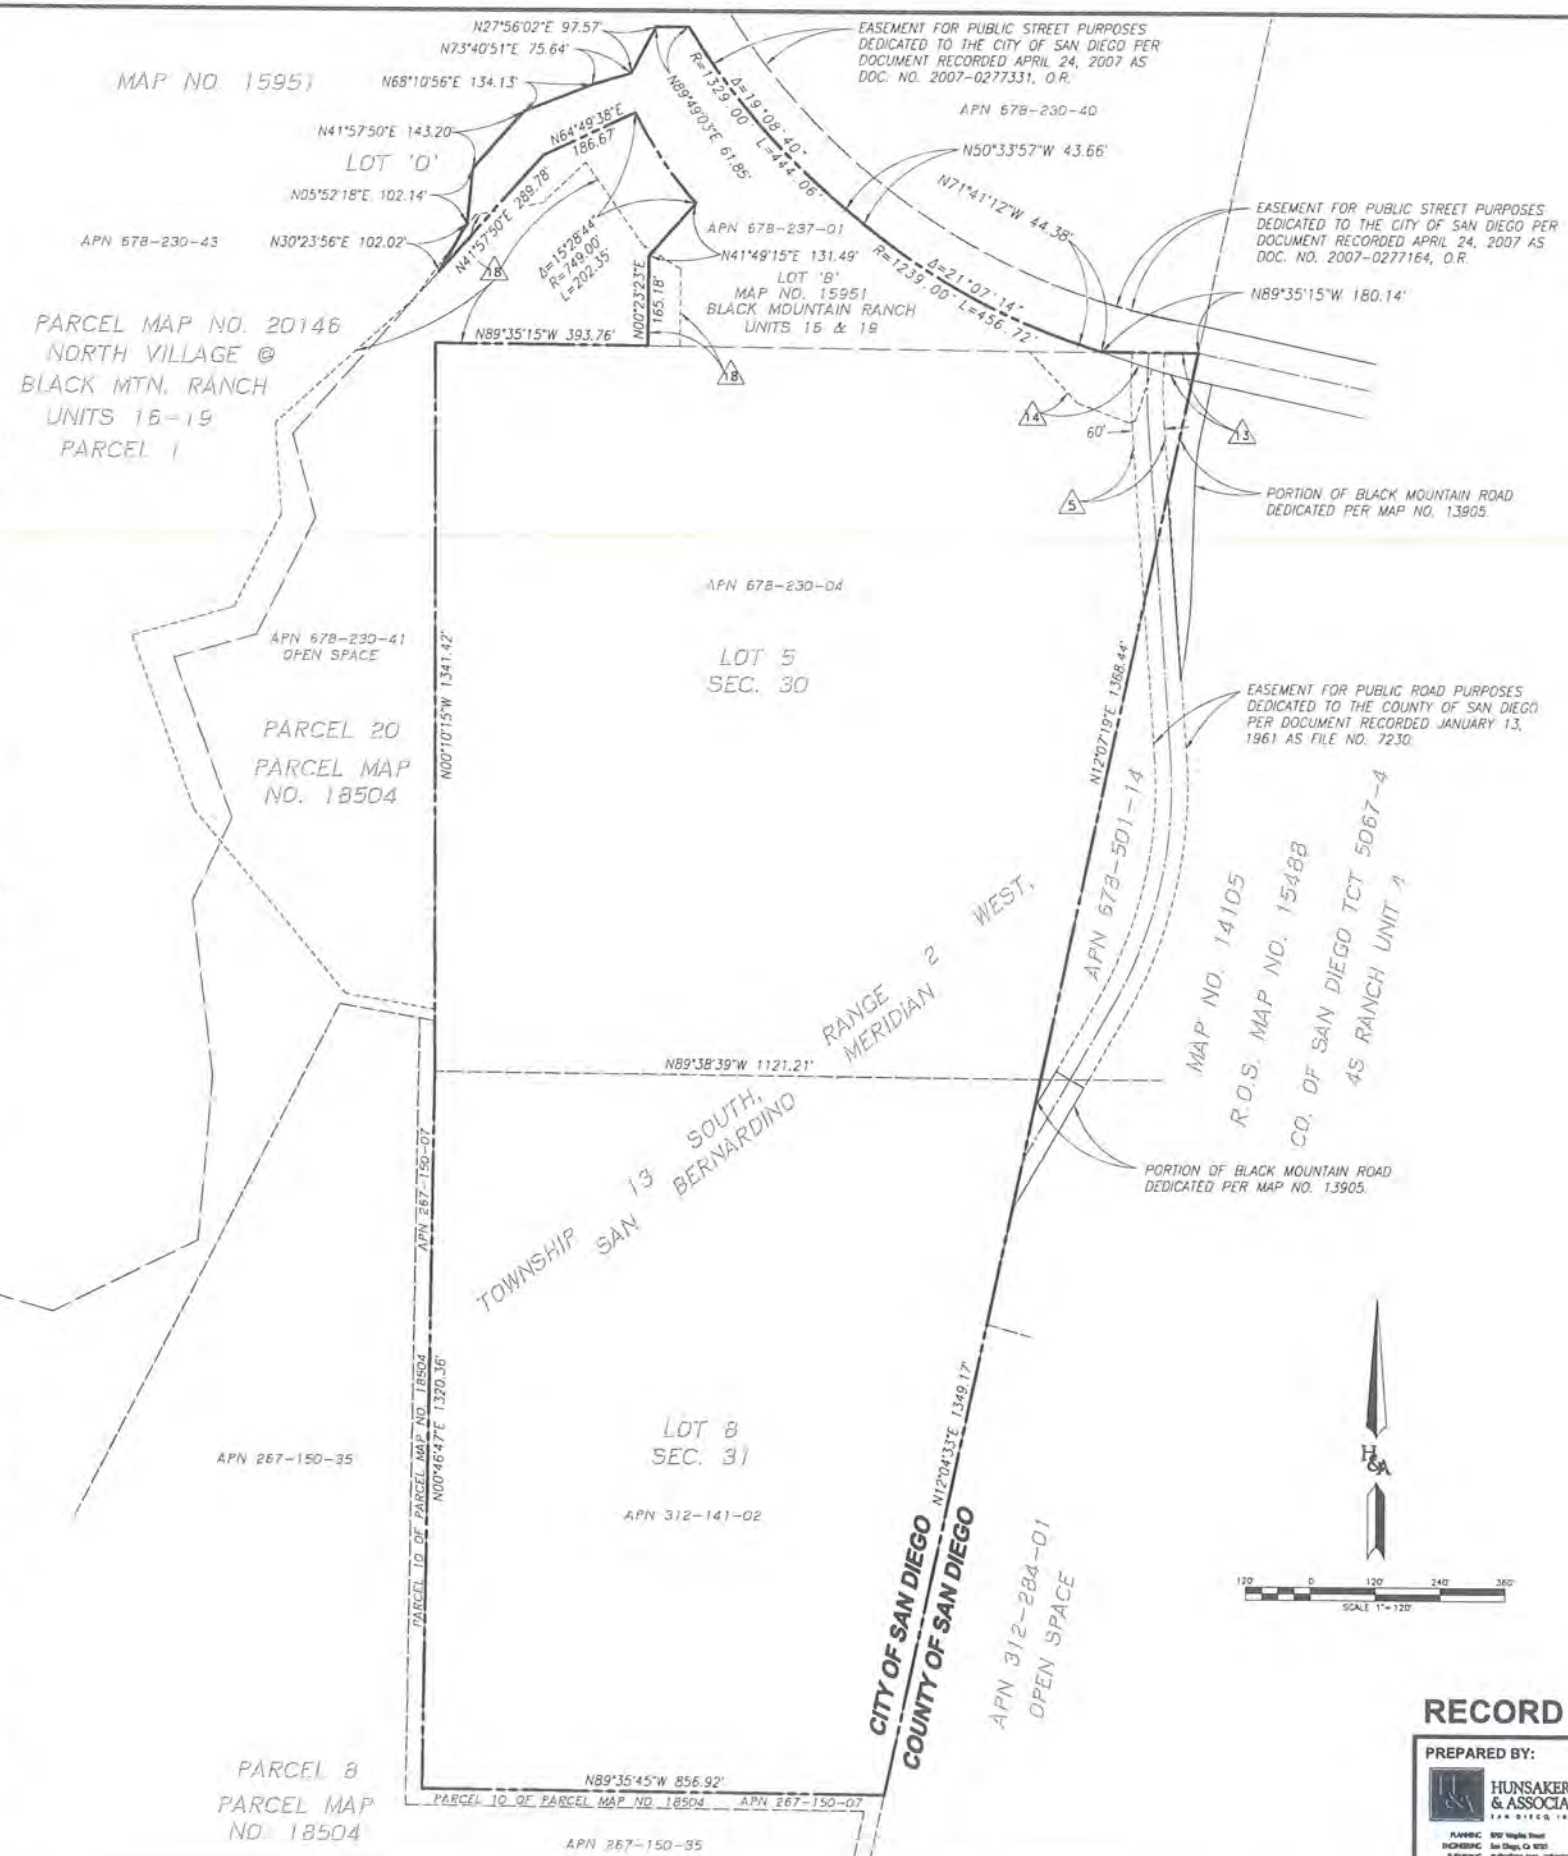 N27°56'02"E 97.57'
N73°40'51"E 75.64'
MAP NO. 15951
N68°10'56"E 134.13'
N41°57'50"E 143.20'
LOT 'O'
N05°52'18"E 102.14'
APN 678-230-43
N30°23'56"E 102.02'
N64°49'38"E
186.67'
N41°57'50"E 289.78'
18
Δ=15°28'44"
R=749.00'
L=202.35'
N89°49'03"E 61.85'
Δ=19°08'40"
R=1329.00' L=444.06'
EASEMENT FOR PUBLIC STREET PURPOSES
DEDICATED TO THE CITY OF SAN DIEGO PER
DOCUMENT RECORDED APRIL 24, 2007 AS
DOC. NO. 2007-0277331, O.R.
APN 678-230-40
N50°33'57"W 43.66'
N71°41'12"W 44.38'
EASEMENT FOR PUBLIC STREET PURPOSES
DEDICATED TO THE CITY OF SAN DIEGO PER
DOCUMENT RECORDED APRIL 24, 2007 AS
DOC. NO. 2007-0277164, O.R.
N89°35'15"W 180.14'
APN 678-237-01
N41°49'15"E 131.49'
LOT 'B'
MAP NO. 15951
BLACK MOUNTAIN RANCH
UNITS 16 & 19
Δ=21°07'14"
R=1239.00' L=456.72'
N00°23'23"E
165.18'
N89°35'15"W 393.76'
18
PARCEL MAP NO. 20146
NORTH VILLAGE @
BLACK MTN. RANCH
UNITS 16-19
PARCEL 1
14
60'
13
5
PORTION OF BLACK MOUNTAIN ROAD
DEDICATED PER MAP NO. 13905.
APN 678-230-04
LOT 5
SEC. 30
APN 678-230-41
OPEN SPACE
N00°10'15"W 1341.42'
PARCEL 20
PARCEL MAP
NO. 18504
N12°07'19"E 1368.44'
EASEMENT FOR PUBLIC ROAD PURPOSES
DEDICATED TO THE COUNTY OF SAN DIEGO
PER DOCUMENT RECORDED JANUARY 13,
1961 AS FILE NO. 7230.
APN 678-501-14
MAP NO. 14105
R.O.S. MAP NO. 15488
CO. OF SAN DIEGO TCT 5067-4
4S RANCH UNIT 4
TOWNSHIP 13 SOUTH, RANGE 2 WEST,
SAN BERNARDINO MERIDIAN
N89°38'39"W 1121.21'
PORTION OF BLACK MOUNTAIN ROAD
DEDICATED PER MAP NO. 13905.
PARCEL 10 OF PARCEL MAP NO. 18504 APN 267-150-07
N00°46'47"E 1320.36'
LOT 8
SEC. 31
APN 312-141-02
APN 267-150-35
N12°04'33"E 1349.17'
CITY OF SAN DIEGO
COUNTY OF SAN DIEGO
APN 312-284-01
OPEN SPACE
H&A
120' 0 120' 240' 360'
SCALE 1"=120'
N89°35'45"W 856.92'
PARCEL 10 OF PARCEL MAP NO. 18504 APN 267-150-07
APN 267-150-35
PARCEL 8
PARCEL MAP
NO. 18504
RECORD
PREPARED BY:
HUNSAKER
& ASSOCIA
SAN DIEGO, IN
PLANNING
ENGINEERING San Diego, Ca